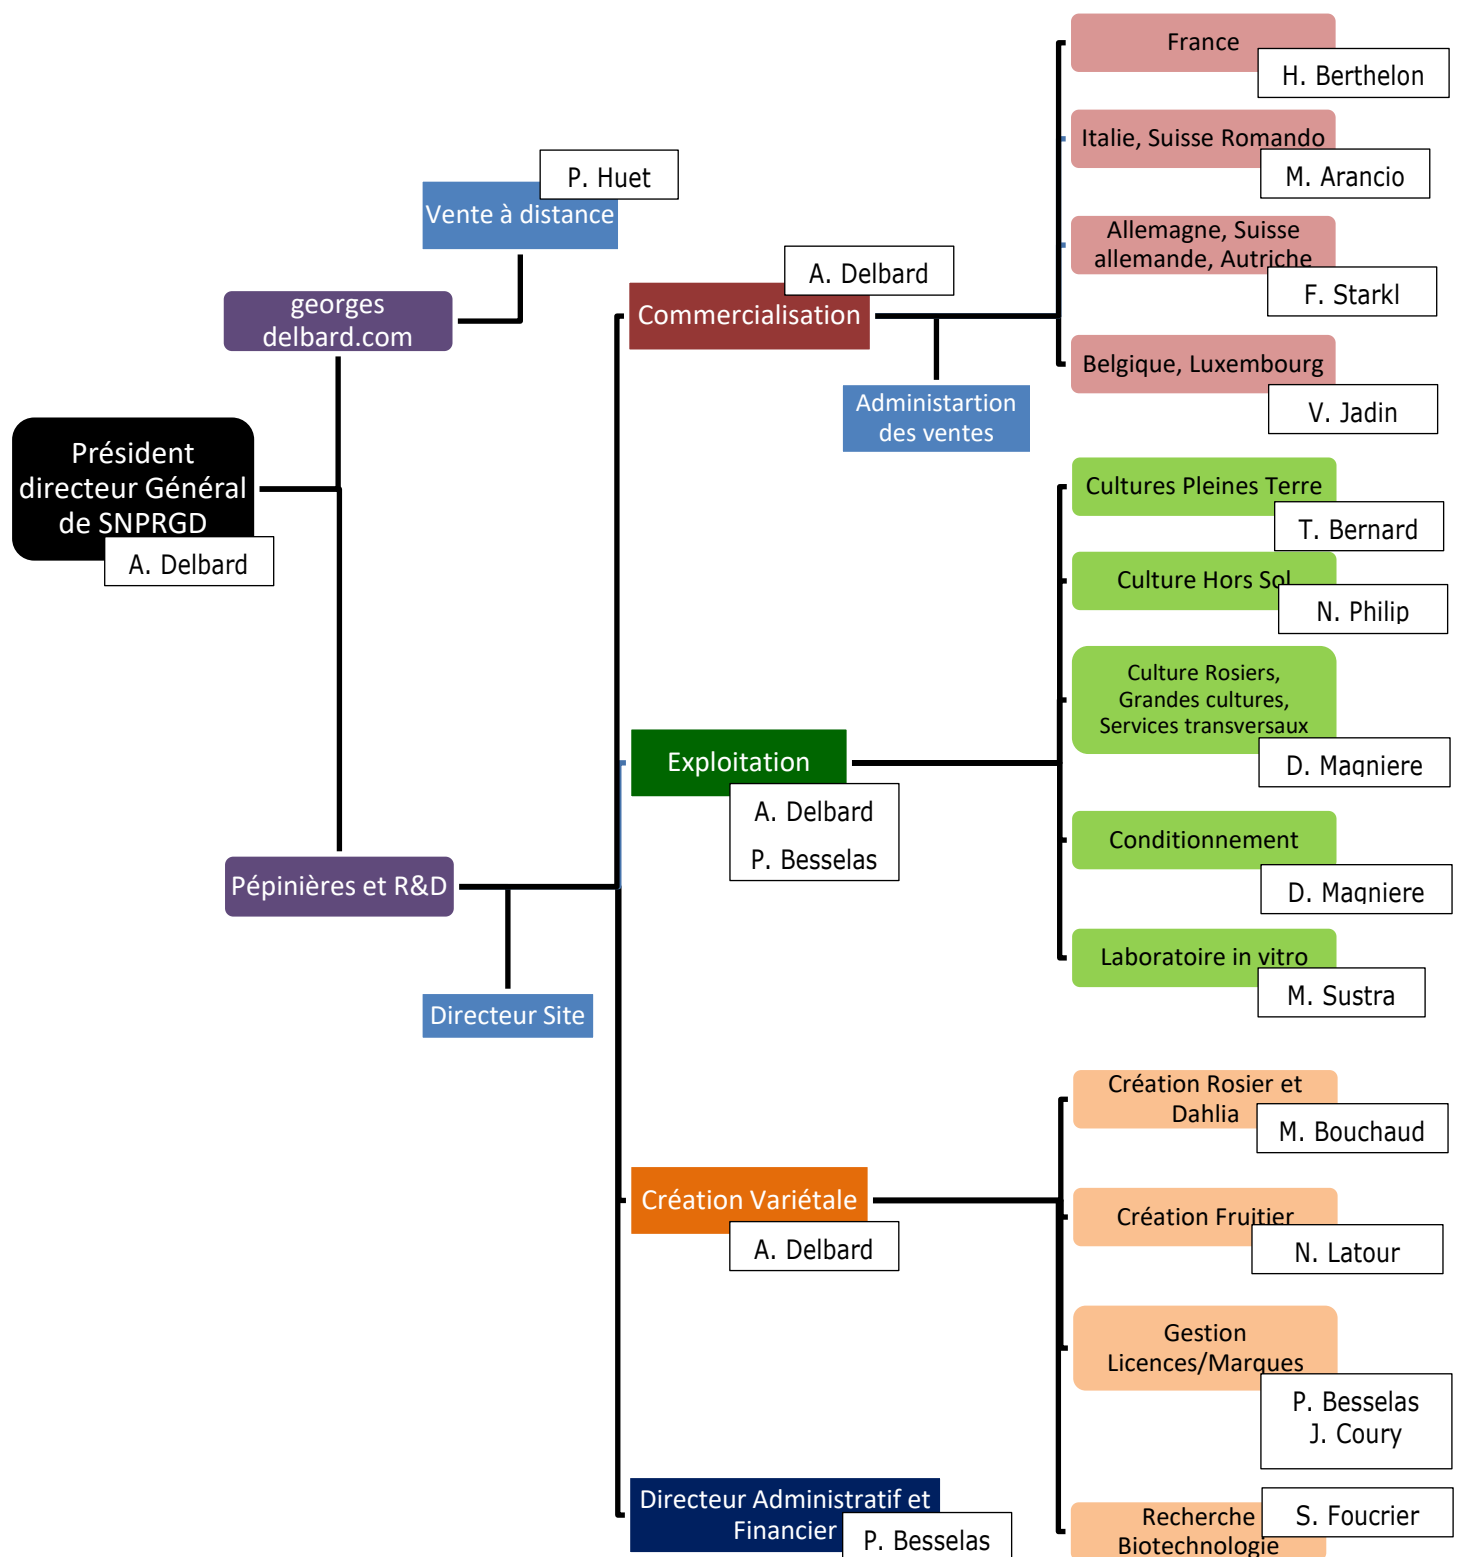 France
H. Berthelon
Italie, Suisse Romando
M. Arancio
Allemagne, Suisse
allemande, Autriche
F. Starkl
Belgique, Luxembourg
V. Jadin
P. Huet
Vente à distance
georges
delbard.com
A. Delbard
Commercialisation
Administartion
des ventes
Président
directeur Général
de SNPRGD
A. Delbard
Cultures Pleines Terre
T. Bernard
Culture Hors Sol
N. Philip
Culture Rosiers,
Grandes cultures,
Services transversaux
D. Magniere
Exploitation
A. Delbard
P. Besselas
Conditionnement
D. Magniere
Pépinières et R&D
Laboratoire in vitro
M. Sustra
Directeur Site
Création Rosier et
Dahlia
M. Bouchaud
Création Variétale
A. Delbard
Création Fruitier
N. Latour
Gestion
Licences/Marques
P. Besselas
J. Coury
Directeur Administratif et
Financier
P. Besselas
S. Foucrier
Recherche
Biotechnologie